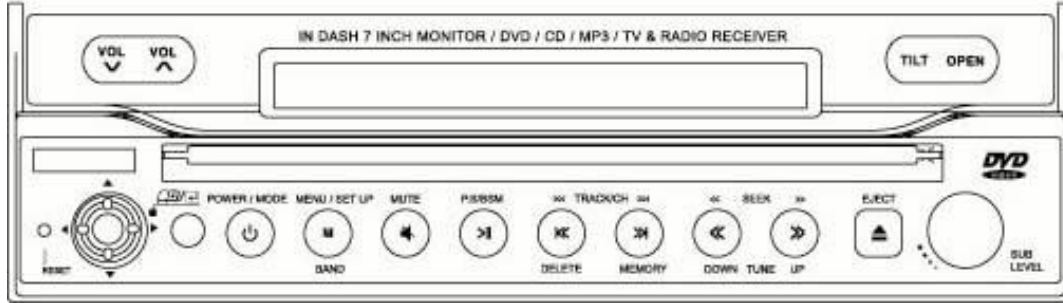 IN DASH 7 INCH MONITOR / DVD / CD / MP3 / TV & RADIO RECEIVER
VOL VOL
TILT OPEN
DVD
POWER / MODE MENU / SET UP MUTE P.S/BSM TRACK/CH SEEK EJECT
M
RESET BAND DELETE MEMORY DOWN TUNE UP
SUB
LEVEL